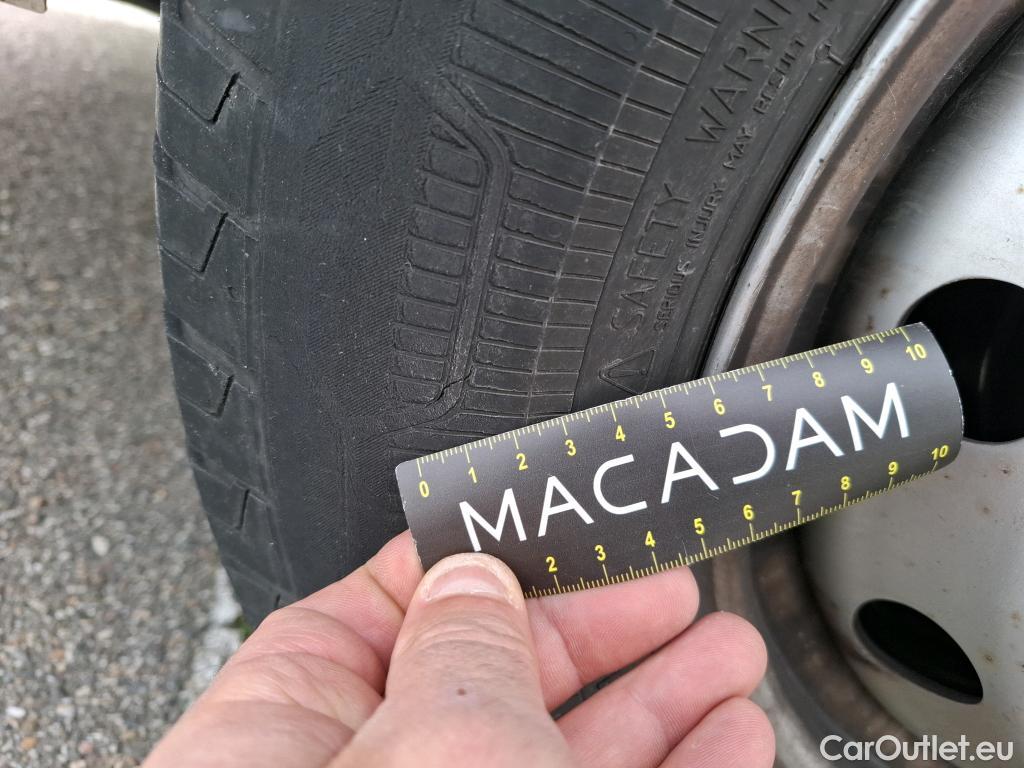 WARNI
RESULT
SAFETY
SERIOUS INJURY MAY
0 1 2 3 4 5 6 7 8 9 10
MACADAM
2 3 4 5 6 7 8 9 10
CarOutlet.eu